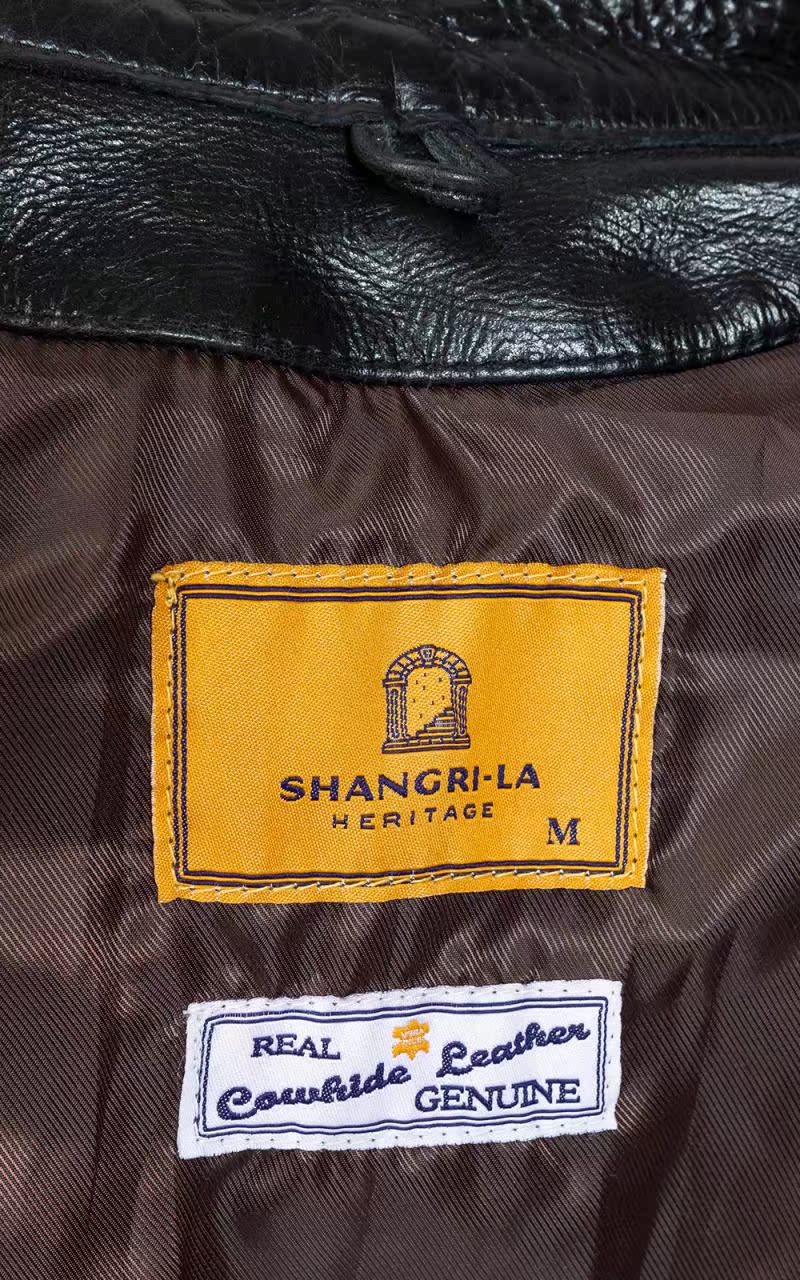 SHANGRI-LA
HERITAGE
M
REAL
Cowhide Leather
GENUINE